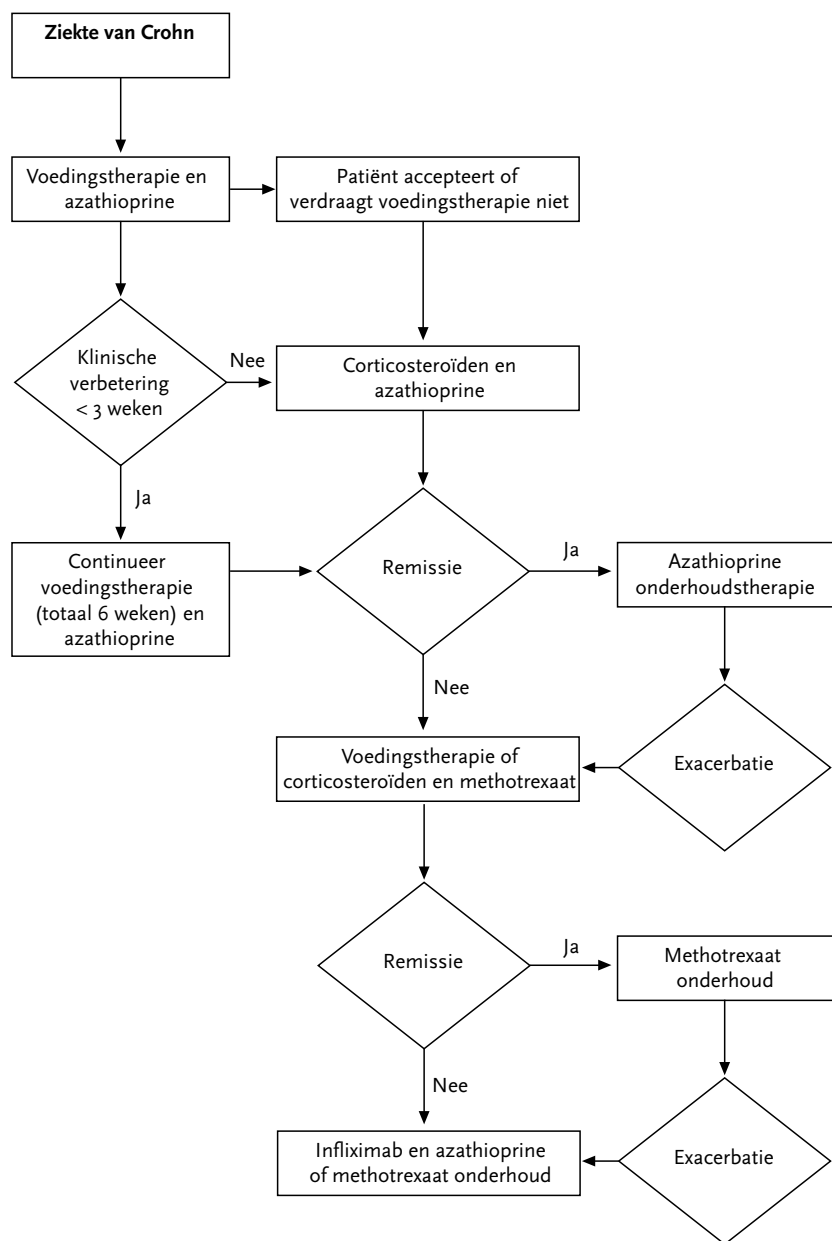 Ziekte van Crohn
Voedingstherapie en
azathioprine
Patiënt accepteert of
verdraagt voedingstherapie niet
Klinische
verbetering
< 3 weken
Nee
Corticosteroïden en
azathioprine
Ja
Continueer
voedingstherapie
(totaal 6 weken) en
azathioprine
Remissie
Ja
Azathioprine
onderhoudstherapie
Nee
Voedingstherapie of
corticosteroïden en methotrexaat
Exacerbatie
Remissie
Ja
Methotrexaat
onderhoud
Nee
Infliximab en azathioprine
of methotrexaat onderhoud
Exacerbatie